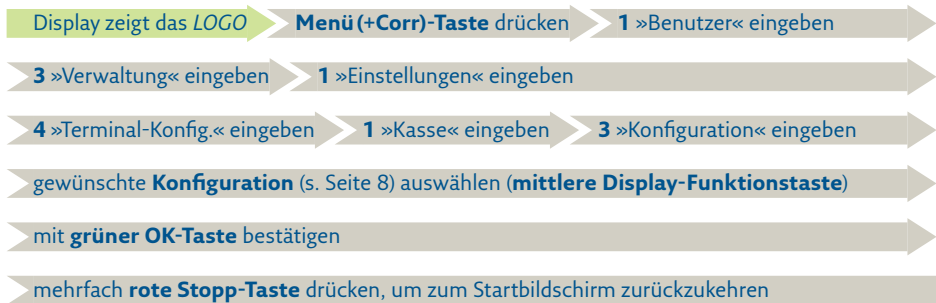 Display zeigt das LOGO Menü (+Corr)-Taste drücken 1 »Benutzer« eingeben
3 »Verwaltung« eingeben 1 »Einstellungen« eingeben
4 »Terminal-Konfig.« eingeben 1 »Kasse« eingeben 3 »Konfiguration« eingeben
gewünschte Konfiguration (s. Seite 8) auswählen (mittlere Display-Funktionstaste)
mit grüner OK-Taste bestätigen
mehrfach rote Stopp-Taste drücken, um zum Startbildschirm zurückzukehren